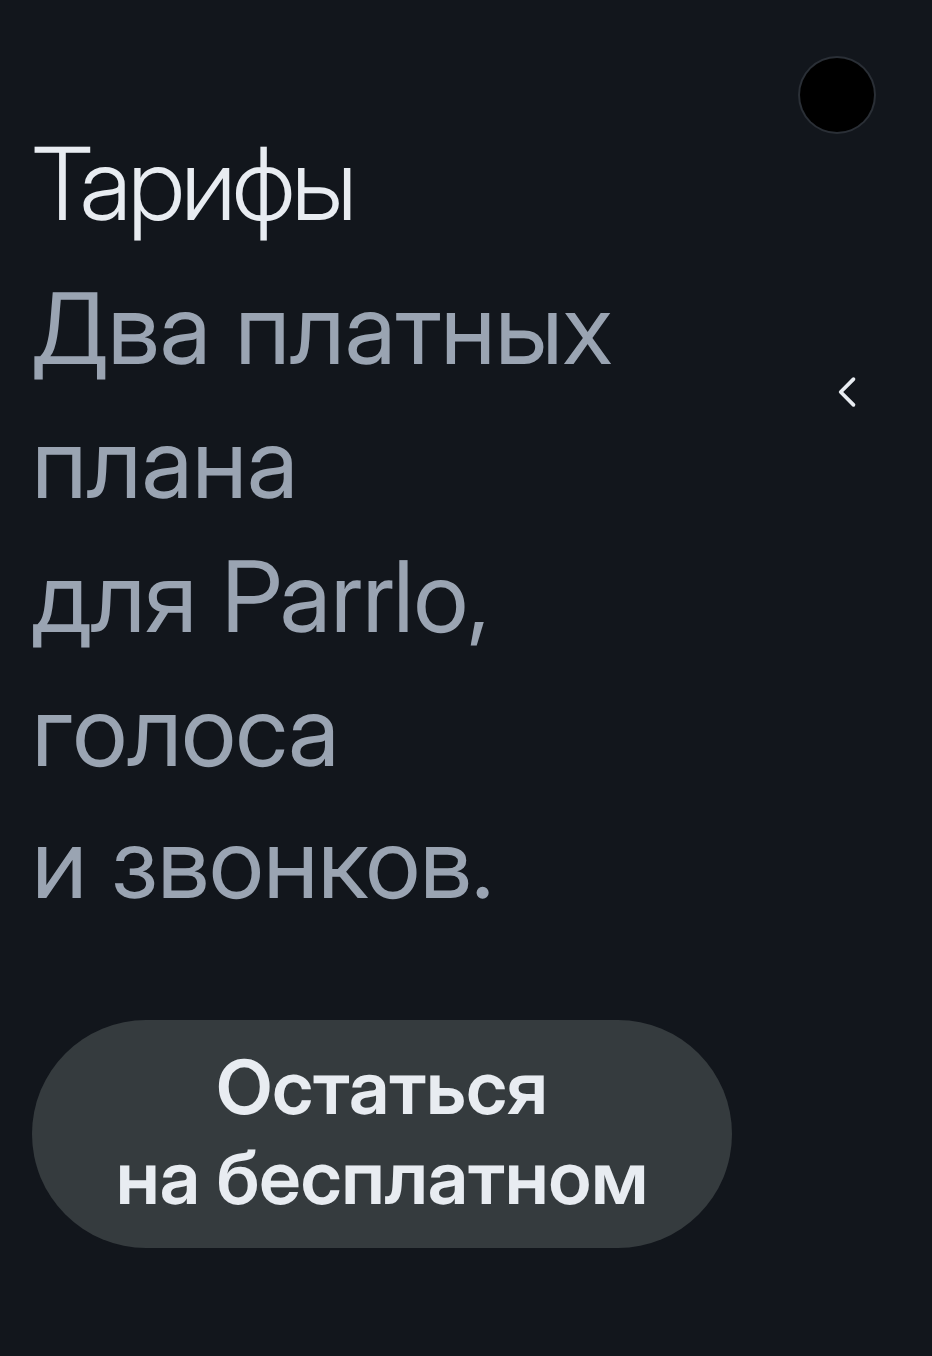 Тарифы
Два платных
плана
для Parrlo,
голоса
и звонков.
Остаться
на бесплатном